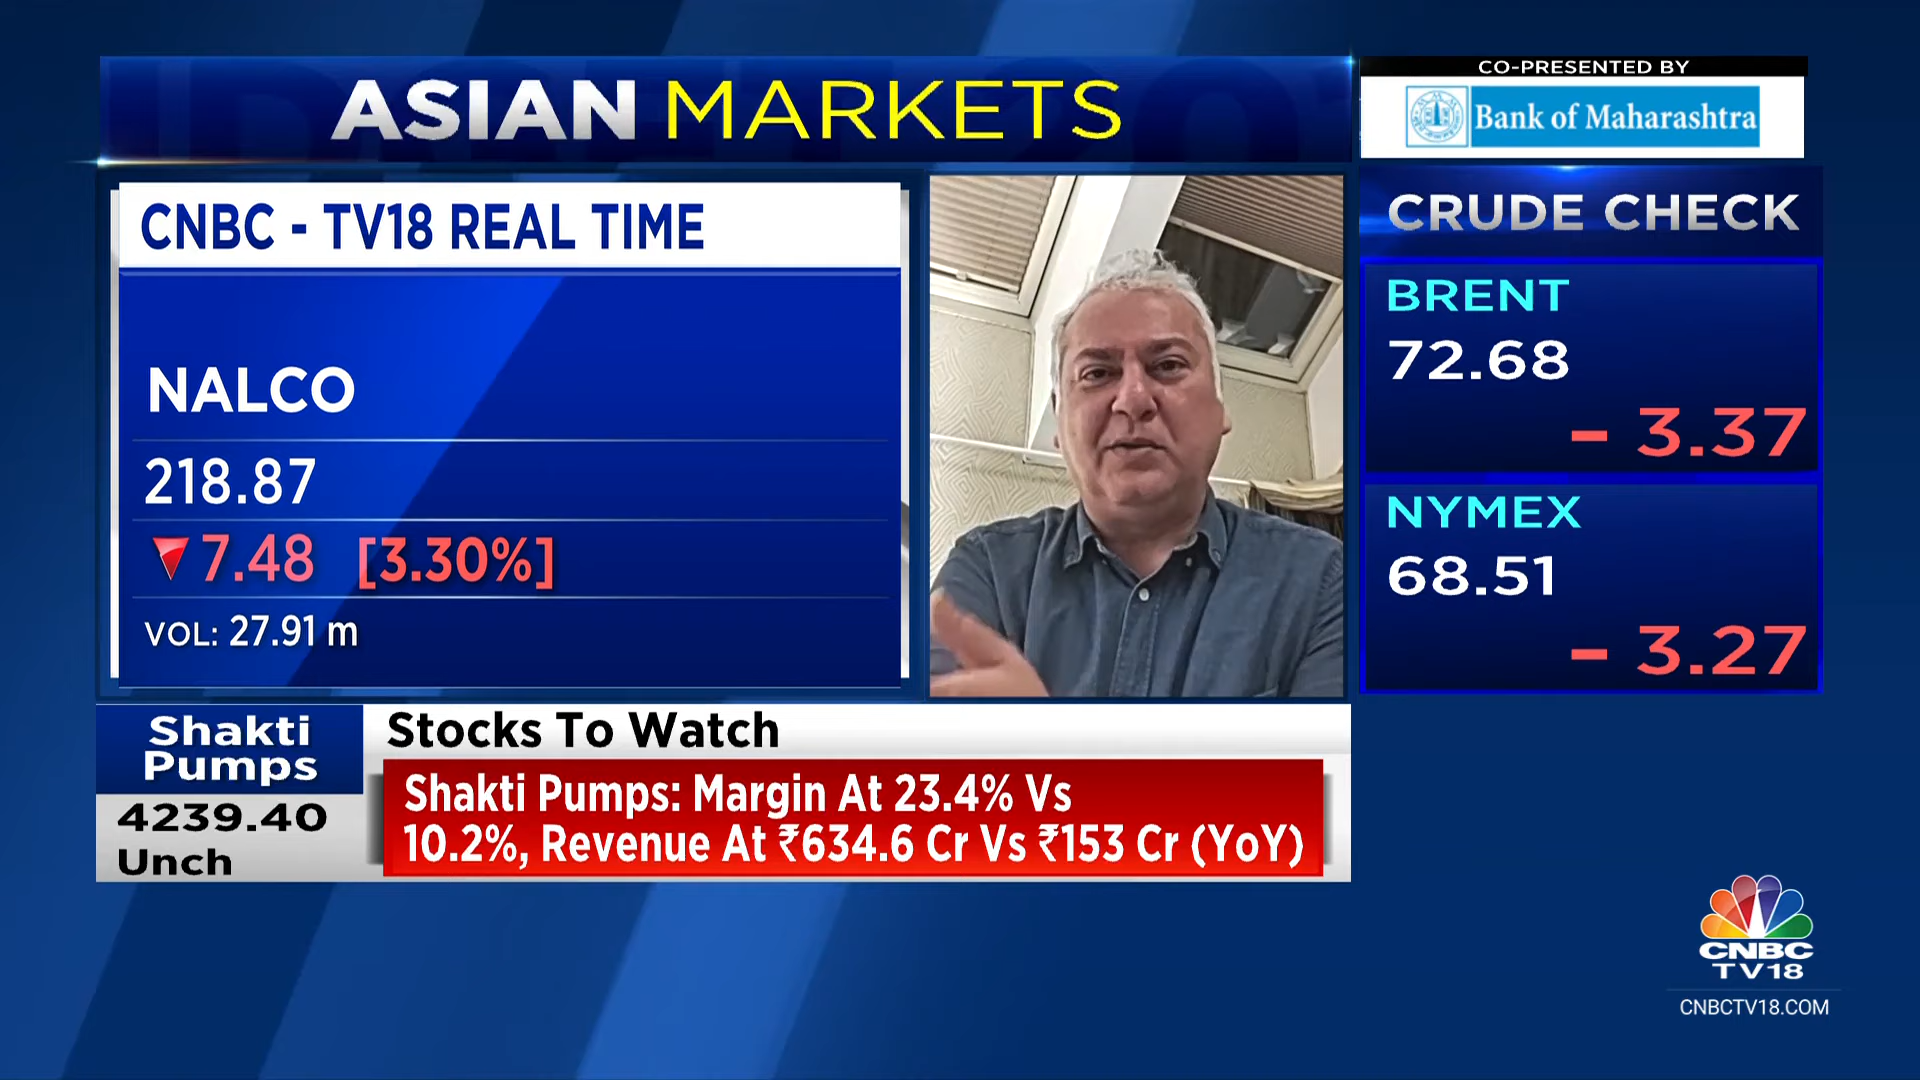 ASIAN MARKETS
CO-PRESENTED BY
Bank of Maharashtra
CNBC - TV18 REAL TIME
NALCO
218.87
▼7.48 [3.30%]
VOL: 27.91 m
CRUDE CHECK
BRENT
72.68
- 3.37
NYMEX
68.51
- 3.27
Shakti
Pumps
4239.40
Unch
Stocks To Watch
Shakti Pumps: Margin At 23.4% Vs
10.2%, Revenue At ₹634.6 Cr Vs ₹153 Cr (YoY)
CNBC
TV18
CNBCTV18.COM